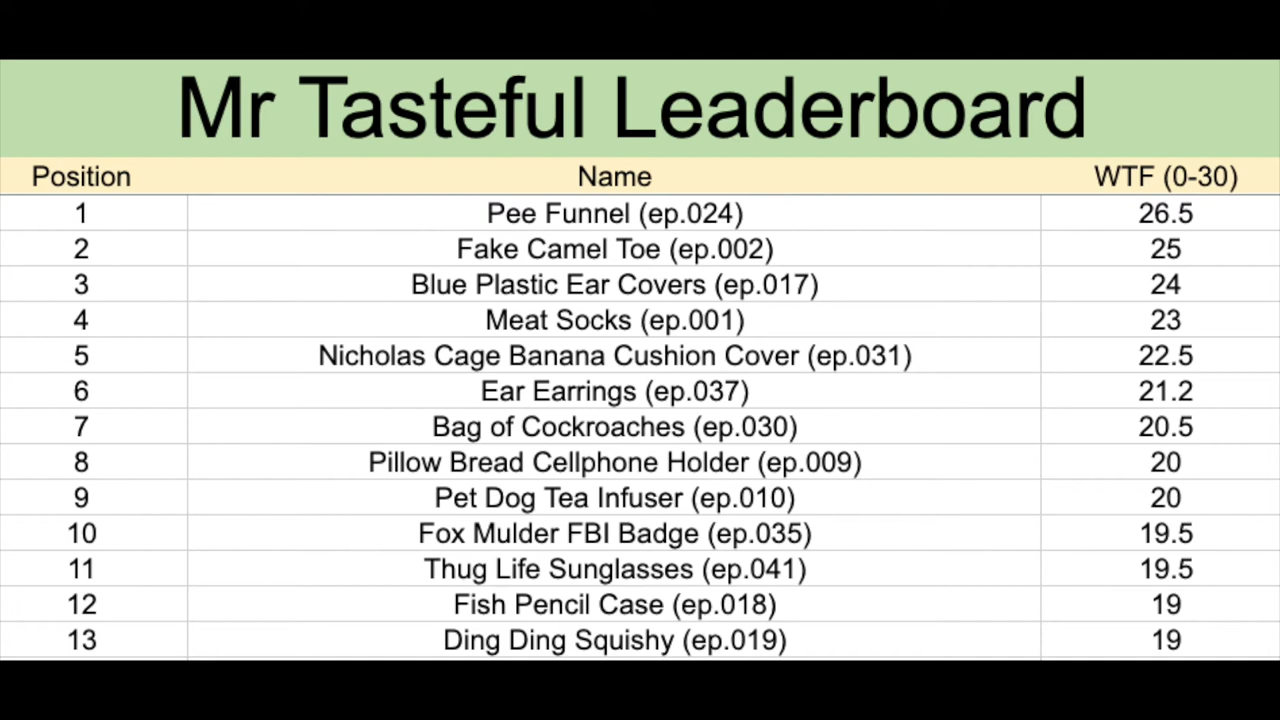 Mr Tasteful Leaderboard
Position Name WTF (0-30)
1 Pee Funnel (ep.024) 26.5
2 Fake Camel Toe (ep.002) 25
3 Blue Plastic Ear Covers (ep.017) 24
4 Meat Socks (ep.001) 23
5 Nicholas Cage Banana Cushion Cover (ep.031) 22.5
6 Ear Earrings (ep.037) 21.2
7 Bag of Cockroaches (ep.030) 20.5
8 Pillow Bread Cellphone Holder (ep.009) 20
9 Pet Dog Tea Infuser (ep.010) 20
10 Fox Mulder FBI Badge (ep.035) 19.5
11 Thug Life Sunglasses (ep.041) 19.5
12 Fish Pencil Case (ep.018) 19
13 Ding Ding Squishy (ep.019) 19